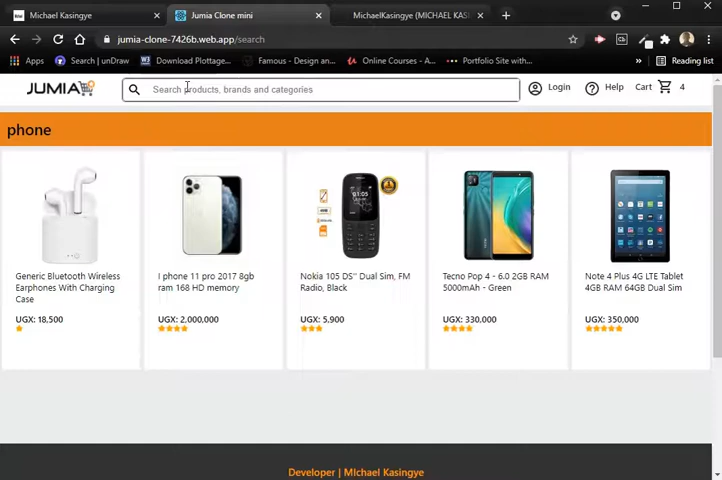 Michael Kasingye
Jumia Clone mini
MichaelKasingye (MICHAEL KAS
jumia-clone-7426b.web.app/search
Apps
Search | unDraw
Download Plottage...
Famous - Design an...
Online Courses - A...
Portfolio Site with...
Reading list
JUMIA
Search products, brands and categories
Login
Help
Cart
4
phone
01:05
Generic Bluetooth Wireless
Earphones With Charging
Case
UGX: 18,500
I phone 11 pro 2017 8gb
ram 168 HD memory
UGX: 2,000,000
Nokia 105 DS" Dual Sim, FM
Radio, Black
UGX: 5,900
Tecno Pop 4 - 6.0 2GB RAM
5000mAh - Green
UGX: 330,000
Note 4 Plus 4G LTE Tablet
4GB RAM 64GB Dual Sim
UGX: 350,000
Developer | MIchael Kasingye